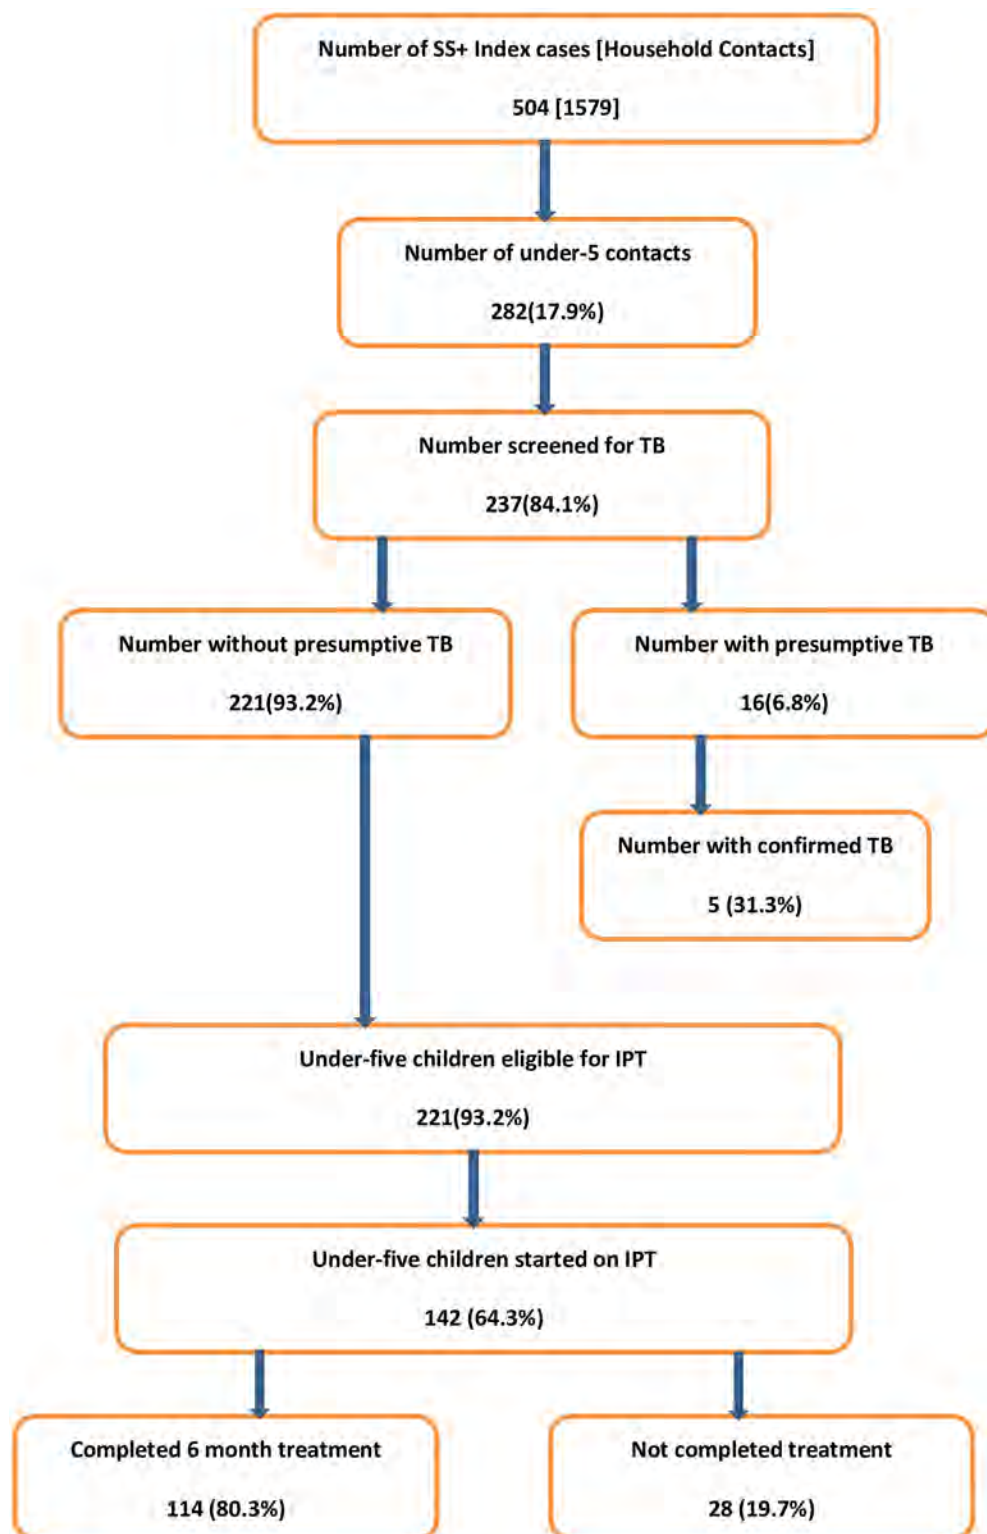 Number of SS+ Index cases [Household Contacts]
504 [1579]
Number of under-5 contacts
282(17.9%)
Number screened for TB
237(84.1%)
Number without presumptive TB
221(93.2%)
Number with presumptive TB
16(6.8%)
Number with confirmed TB
5 (31.3%)
Under-five children eligible for IPT
221(93.2%)
Under-five children started on IPT
142 (64.3%)
Completed 6 month treatment
114 (80.3%)
Not completed treatment
28 (19.7%)